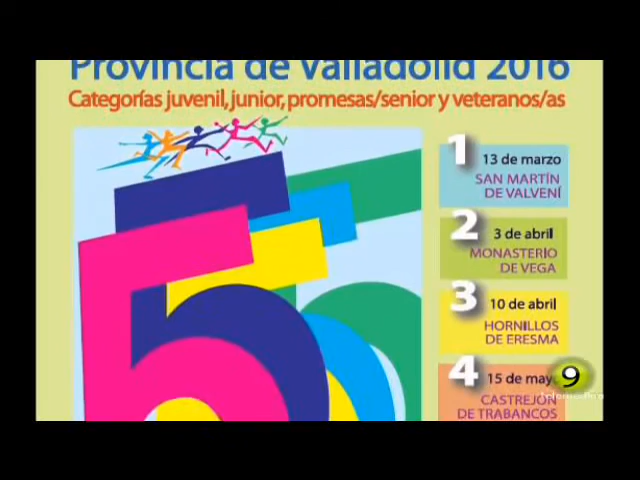 Provincia de Valladolid 2016
Categorías juvenil, junior, promesas/senior y veteranos/as
1 13 de marzo
SAN MARTÍN
DE VALVENÍ
2 3 de abril
MONASTERIO
DE VEGA
3 10 de abril
HORNILLOS
DE ERESMA
4 15 de may
CASTREJÓN
DE TRABANCOS
5
9